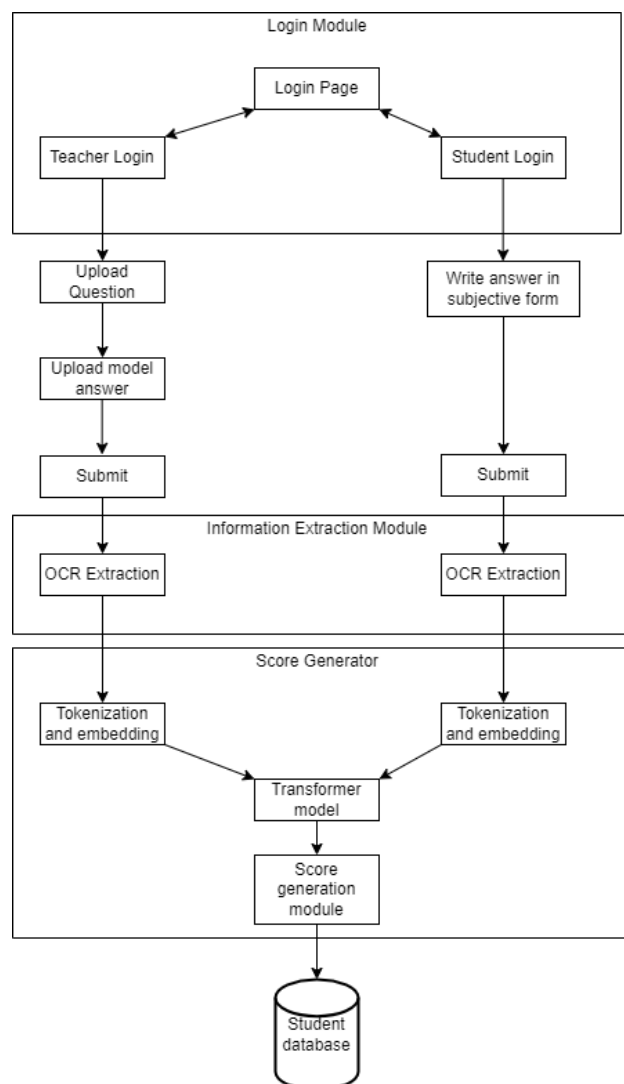 Login Module
Login Page
Teacher Login
Student Login
Upload
Question
Write answer in
subjective form
Upload model
answer
Submit
Submit
Information Extraction Module
OCR Extraction
OCR Extraction
Score Generator
Tokenization
and embedding
Tokenization
and embedding
Transformer
model
Score
generation
module
Student
database